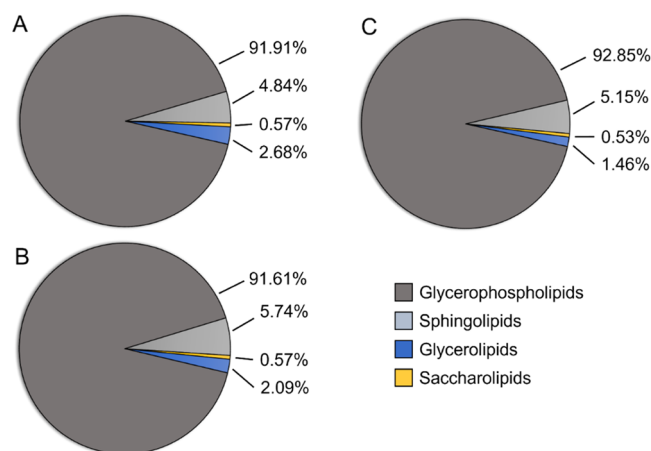 A
91.91%
4.84%
0.57%
2.68%
B
91.61%
5.74%
0.57%
2.09%
C
92.85%
5.15%
0.53%
1.46%
Glycerophospholipids
Sphingolipids
Glycerolipids
Saccharolipids